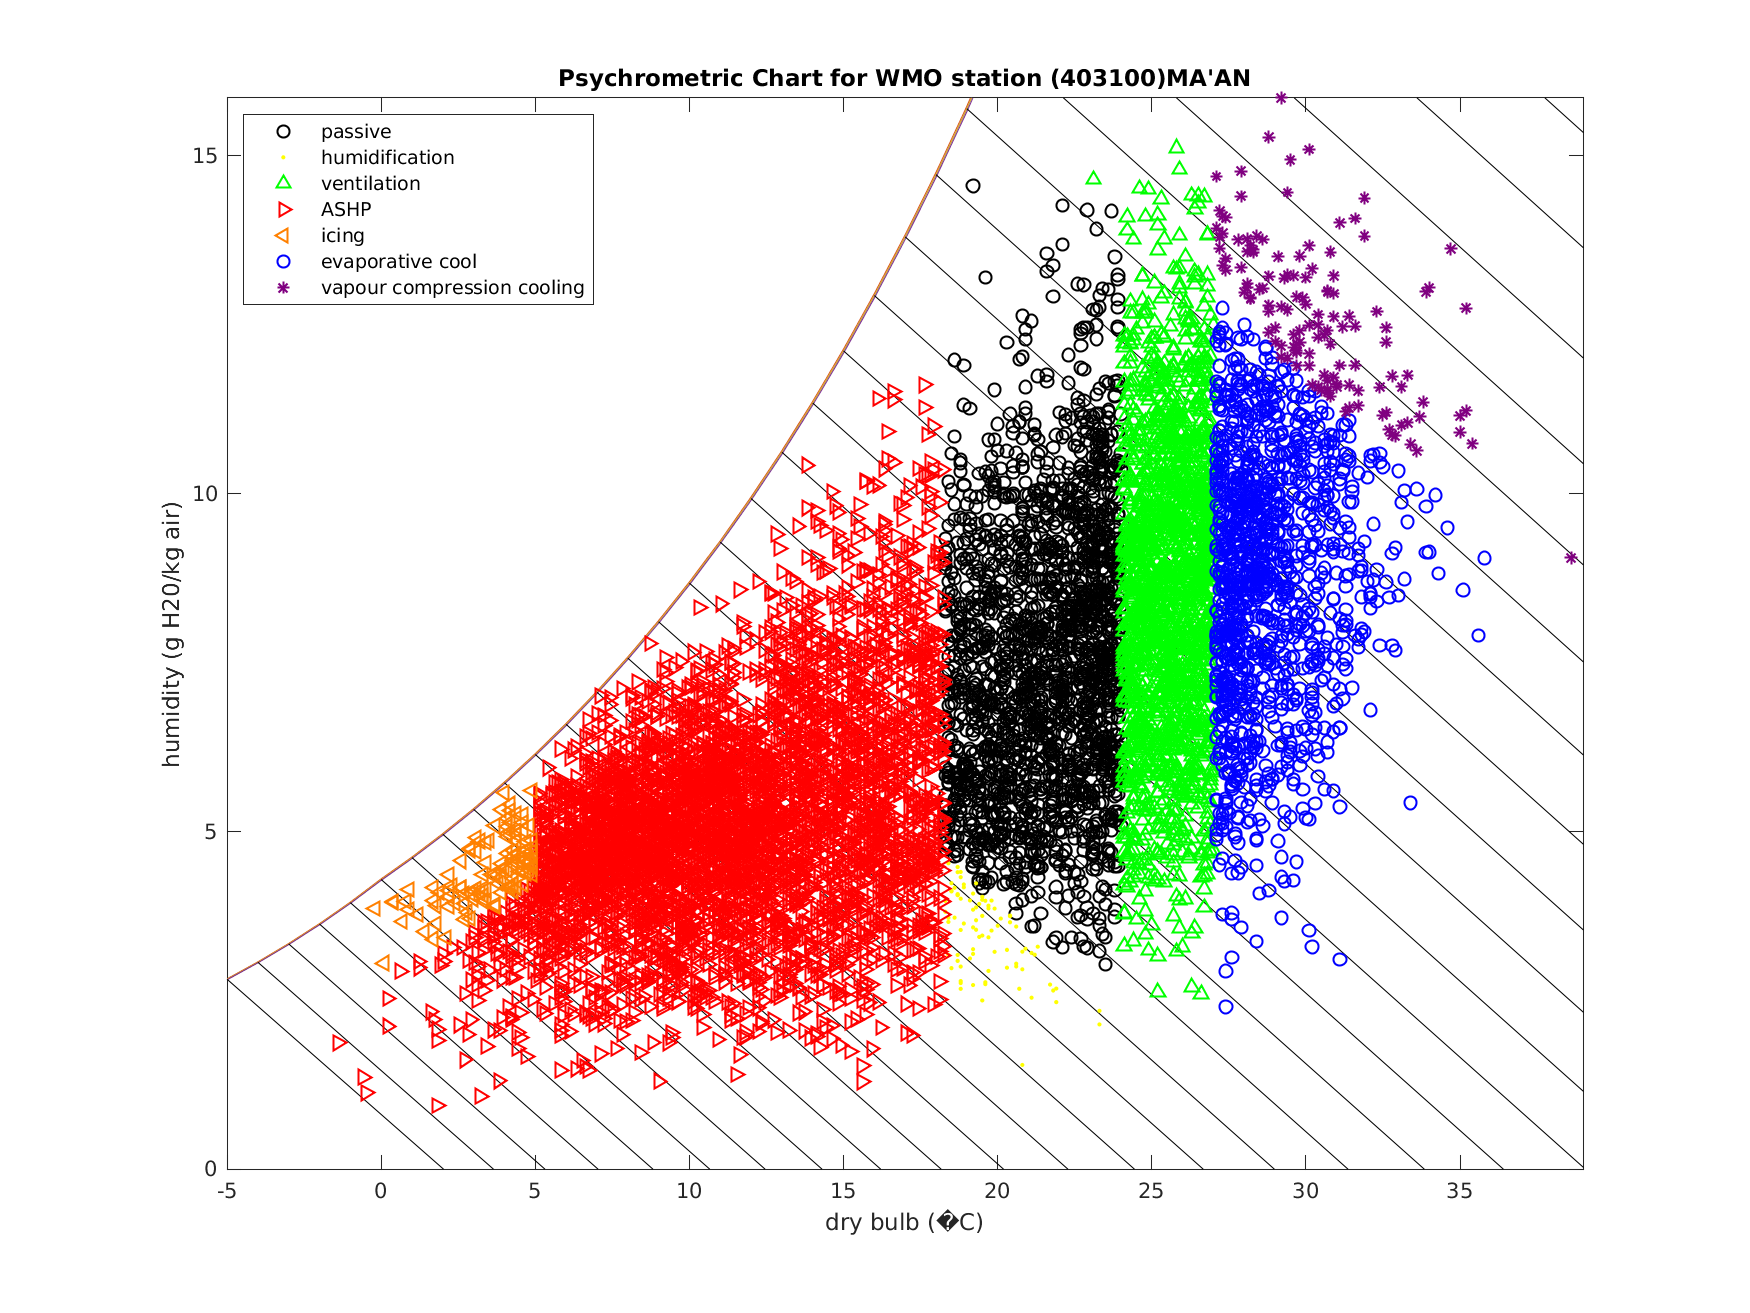 Psychrometric Chart for WMO station (403100)MA'AN
passive
humidification
ventilation
ASHP
icing
evaporative cool
vapour compression cooling
humidity (g H20/kg air)
15
10
5
0
-5 0 5 10 15 20 25 30 35
dry bulb (�C)